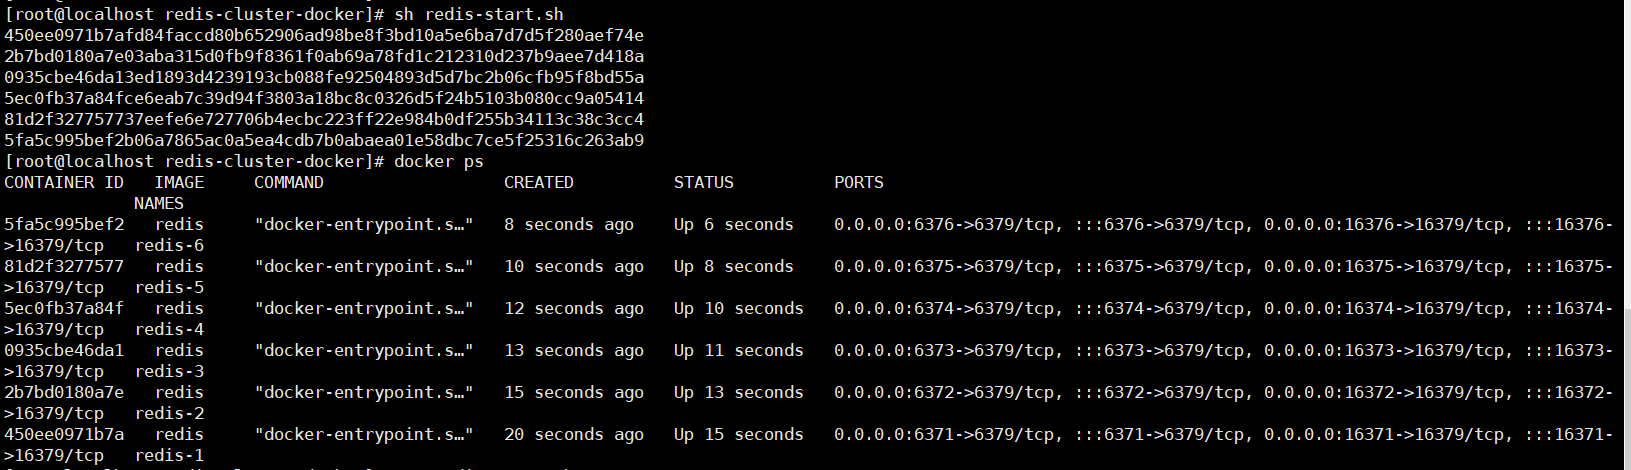 [root@localhost redis-cluster-docker]# sh redis-start.sh
450ee0971b7afd84faccd80b652906ad98be8f3bd10a5e6ba7d7d5f280aef74e
2b7bd0180a7e03aba315d0fb9f8361f0ab69a78fd1c212310d237b9aee7d418a
0935cbe46da13ed1893d4239193cb088fe92504893d5d7bc2b06cfb95f8bd55a
5ec0fb37a84fce6eab7c39d94f3803a18bc8c0326d5f24b5103b080cc9a05414
81d2f327757737eefe6e727706b4ecbc223ff22e984b0df255b34113c38c3cc4
5fa5c995bef2b06a7865ac0a5ea4cdb7b0abaea01e58dbc7ce5f25316c263ab9
[root@localhost redis-cluster-docker]# docker ps
CONTAINER ID   IMAGE     COMMAND                  CREATED          STATUS          PORTS
             NAMES
5fa5c995bef2   redis     "docker-entrypoint.s…"   8 seconds ago    Up 6 seconds    0.0.0.0:6376->6379/tcp, :::6376->6379/tcp, 0.0.0.0:16376->16379/tcp, :::16376-
>16379/tcp   redis-6
81d2f3277577   redis     "docker-entrypoint.s…"   10 seconds ago   Up 8 seconds    0.0.0.0:6375->6379/tcp, :::6375->6379/tcp, 0.0.0.0:16375->16379/tcp, :::16375-
>16379/tcp   redis-5
5ec0fb37a84f   redis     "docker-entrypoint.s…"   12 seconds ago   Up 10 seconds   0.0.0.0:6374->6379/tcp, :::6374->6379/tcp, 0.0.0.0:16374->16379/tcp, :::16374-
>16379/tcp   redis-4
0935cbe46da1   redis     "docker-entrypoint.s…"   13 seconds ago   Up 11 seconds   0.0.0.0:6373->6379/tcp, :::6373->6379/tcp, 0.0.0.0:16373->16379/tcp, :::16373-
>16379/tcp   redis-3
2b7bd0180a7e   redis     "docker-entrypoint.s…"   15 seconds ago   Up 13 seconds   0.0.0.0:6372->6379/tcp, :::6372->6379/tcp, 0.0.0.0:16372->16379/tcp, :::16372-
>16379/tcp   redis-2
450ee0971b7a   redis     "docker-entrypoint.s…"   20 seconds ago   Up 15 seconds   0.0.0.0:6371->6379/tcp, :::6371->6379/tcp, 0.0.0.0:16371->16379/tcp, :::16371-
>16379/tcp   redis-1